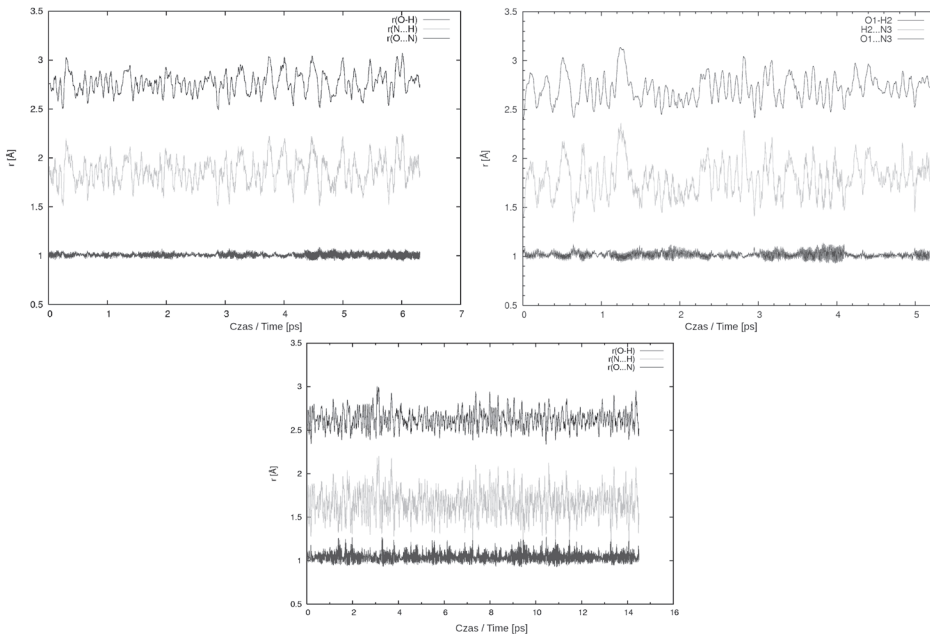 3.5
3
2.5
2
1.5
1
0.5
r [Å]
r(O-H)
r(N...H)
r(O...N)
0 1 2 3 4 5 6 7
Czas / Time [ps]
3.5
3
2.5
2
1.5
1
0.5
r [Å]
O1-H2
H2...N3
O1...N3
0 1 2 3 4 5
Czas / Time [ps]
3.5
3
2.5
2
1.5
1
0.5
r [Å]
r(O-H)
r(N...H)
r(O...N)
0 2 4 6 8 10 12 14 16
Czas / Time [ps]